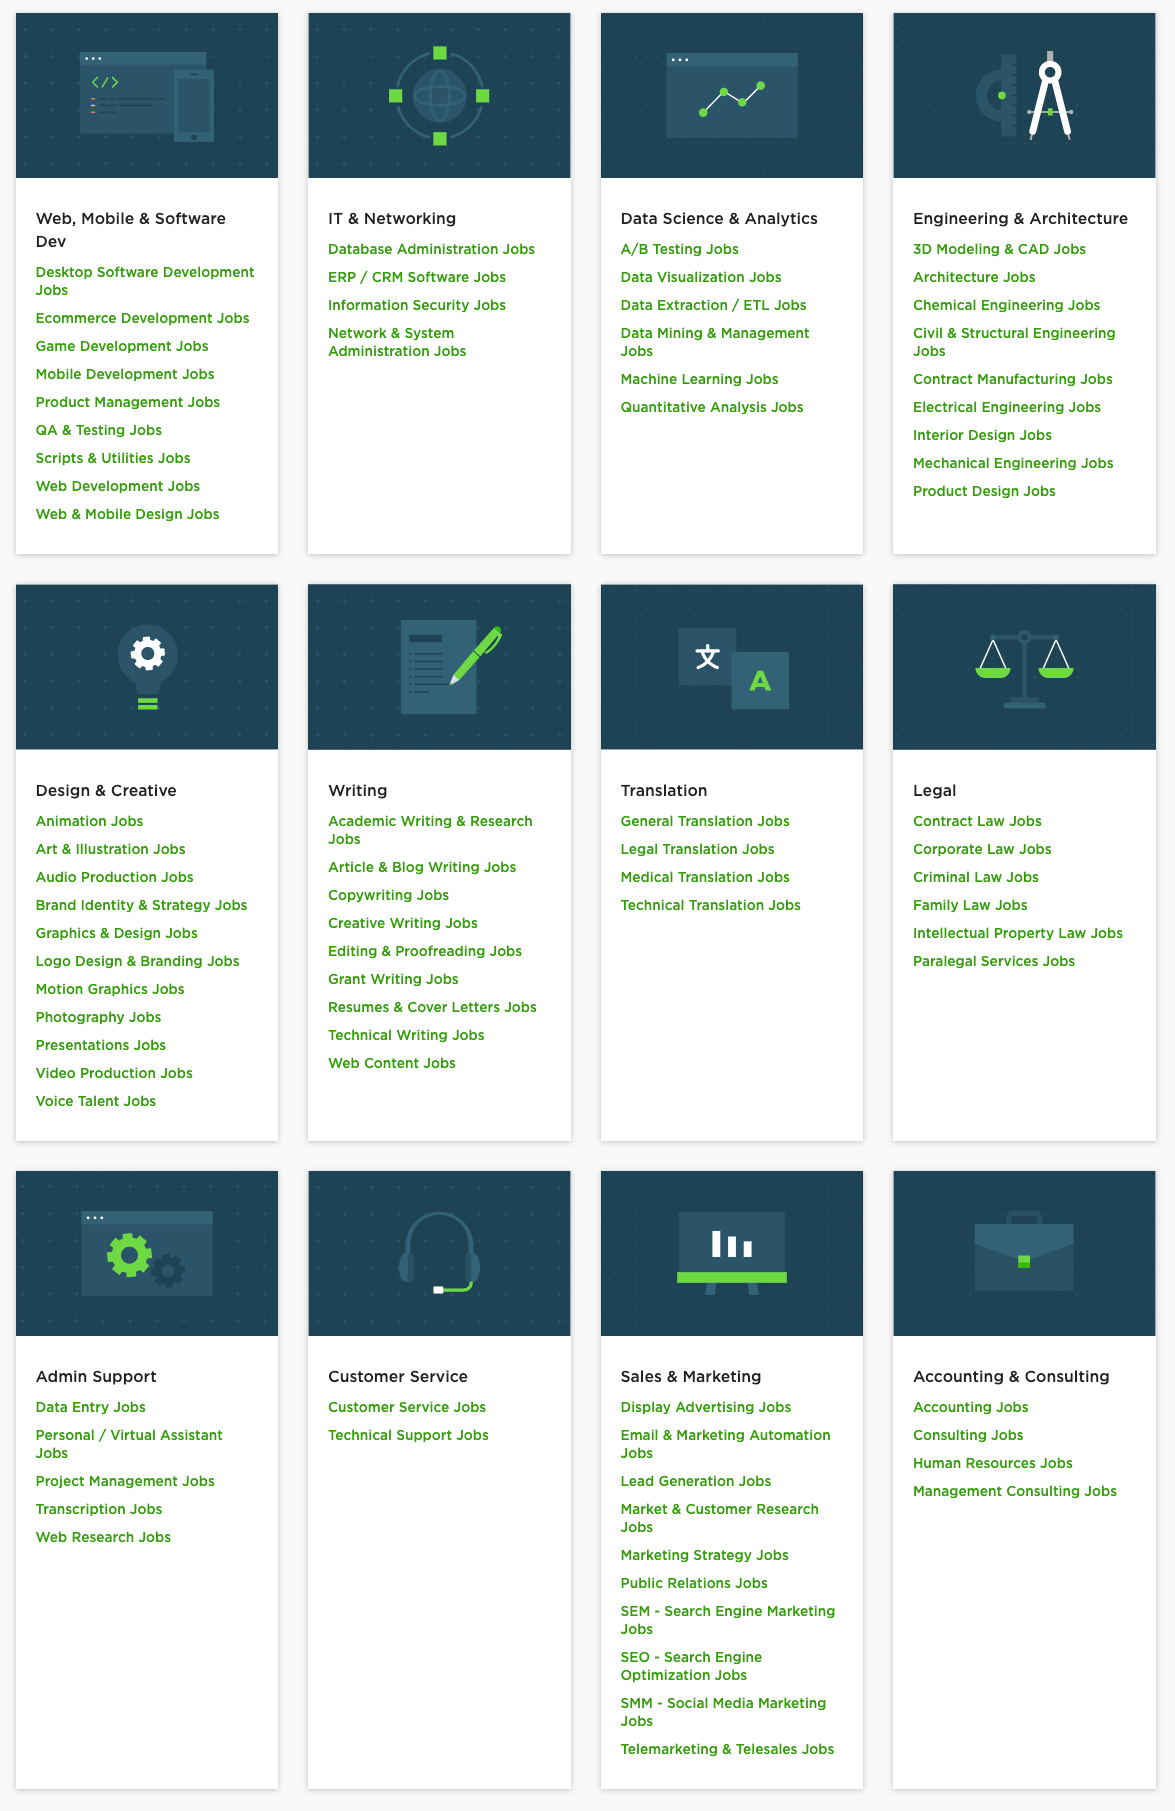 </>
Web, Mobile & Software
Dev
Desktop Software Development
Jobs
Ecommerce Development Jobs
Game Development Jobs
Mobile Development Jobs
Product Management Jobs
QA & Testing Jobs
Scripts & Utilities Jobs
Web Development Jobs
Web & Mobile Design Jobs
IT & Networking
Database Administration Jobs
ERP / CRM Software Jobs
Information Security Jobs
Network & System
Administration Jobs
Data Science & Analytics
A/B Testing Jobs
Data Visualization Jobs
Data Extraction / ETL Jobs
Data Mining & Management
Jobs
Machine Learning Jobs
Quantitative Analysis Jobs
Engineering & Architecture
3D Modeling & CAD Jobs
Architecture Jobs
Chemical Engineering Jobs
Civil & Structural Engineering
Jobs
Contract Manufacturing Jobs
Electrical Engineering Jobs
Interior Design Jobs
Mechanical Engineering Jobs
Product Design Jobs
Design & Creative
Animation Jobs
Art & Illustration Jobs
Audio Production Jobs
Brand Identity & Strategy Jobs
Graphics & Design Jobs
Logo Design & Branding Jobs
Motion Graphics Jobs
Photography Jobs
Presentations Jobs
Video Production Jobs
Voice Talent Jobs
Writing
Academic Writing & Research
Jobs
Article & Blog Writing Jobs
Copywriting Jobs
Creative Writing Jobs
Editing & Proofreading Jobs
Grant Writing Jobs
Resumes & Cover Letters Jobs
Technical Writing Jobs
Web Content Jobs
文
A
Translation
General Translation Jobs
Legal Translation Jobs
Medical Translation Jobs
Technical Translation Jobs
Legal
Contract Law Jobs
Corporate Law Jobs
Criminal Law Jobs
Family Law Jobs
Intellectual Property Law Jobs
Paralegal Services Jobs
Admin Support
Data Entry Jobs
Personal / Virtual Assistant
Jobs
Project Management Jobs
Transcription Jobs
Web Research Jobs
Customer Service
Customer Service Jobs
Technical Support Jobs
Sales & Marketing
Display Advertising Jobs
Email & Marketing Automation
Jobs
Lead Generation Jobs
Market & Customer Research
Jobs
Marketing Strategy Jobs
Public Relations Jobs
SEM - Search Engine Marketing
Jobs
SEO - Search Engine
Optimization Jobs
SMM - Social Media Marketing
Jobs
Telemarketing & Telesales Jobs
Accounting & Consulting
Accounting Jobs
Consulting Jobs
Human Resources Jobs
Management Consulting Jobs